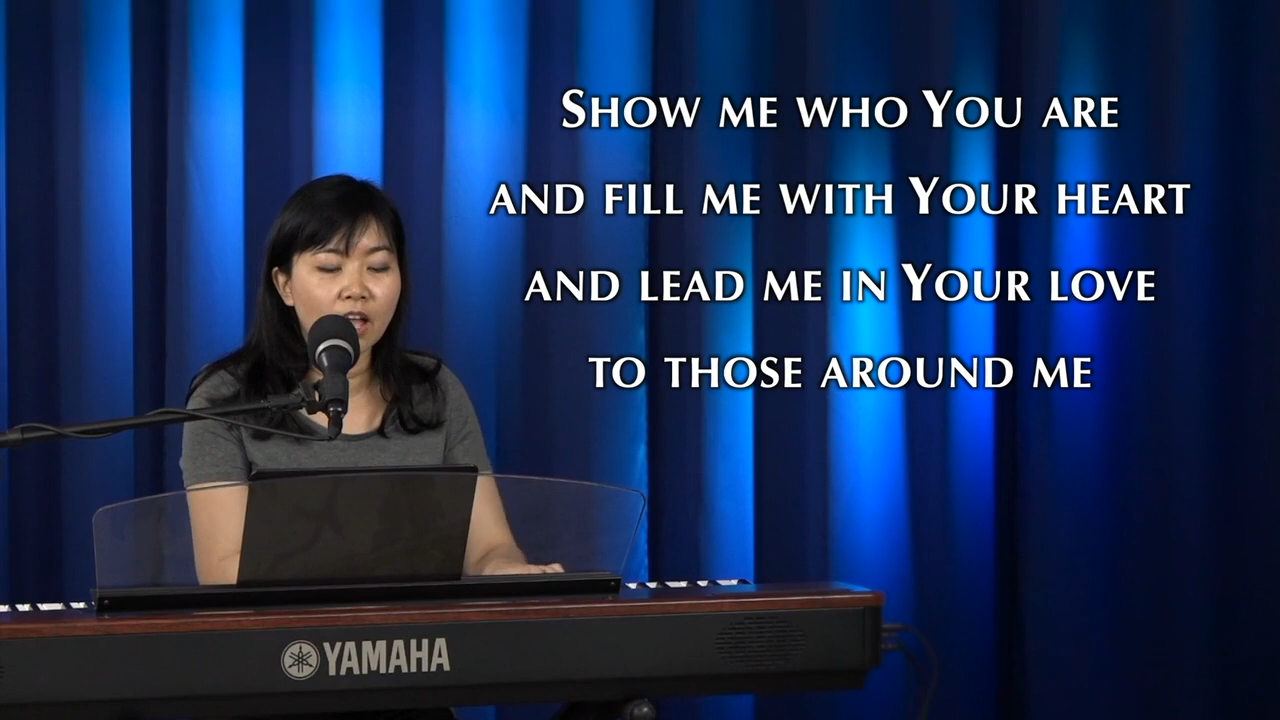 Show me who You are
and fill me with Your heart
and lead me in Your love
to those around me
YAMAHA